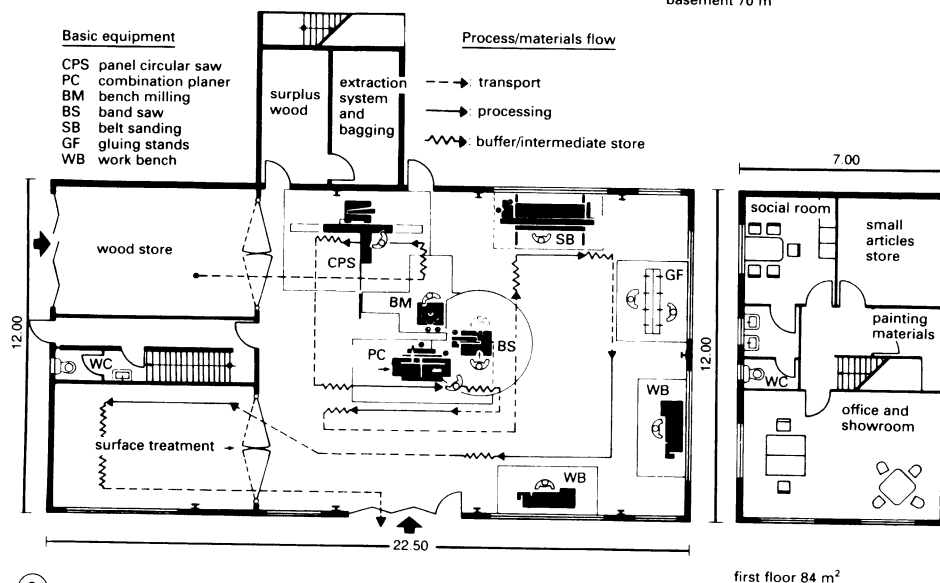 basement 70 m
Basic equipment
CPS panel circular saw
PC combination planer
BM bench milling
BS band saw
SB belt sanding
GF gluing stands
WB work bench
Process/materials flow
: transport
: processing
: buffer/intermediate store
surplus
wood
extraction
system
and
bagging
wood store
CPS
SB
BM
GF
BS
PC
WC
WB
surface treatment
WB
12.00
12.00
22.50
7.00
social room
small
articles
store
painting
materials
WC
office and
showroom
first floor 84 m²